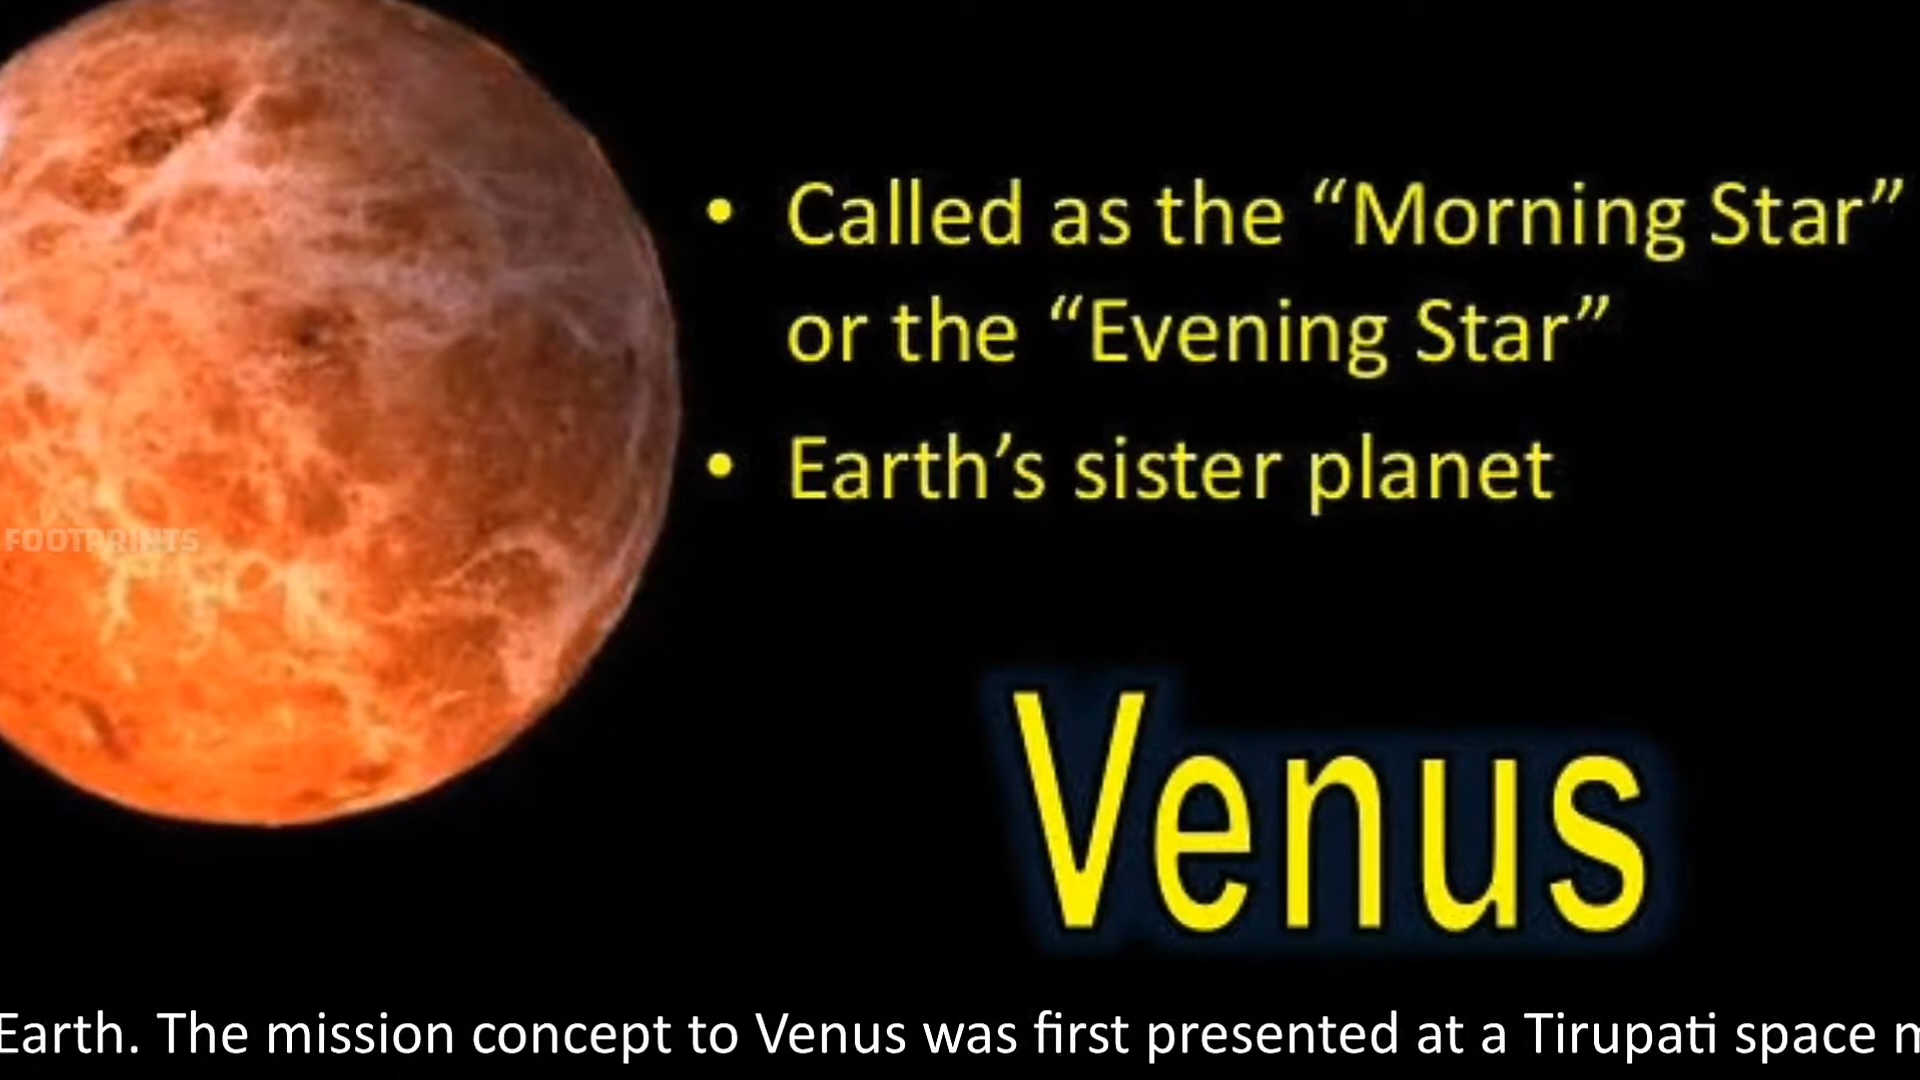 • Called as the “Morning Star”
or the “Evening Star”
• Earth’s sister planet
FOOTPRINTS
Venus
Earth. The mission concept to Venus was first presented at a Tirupati space